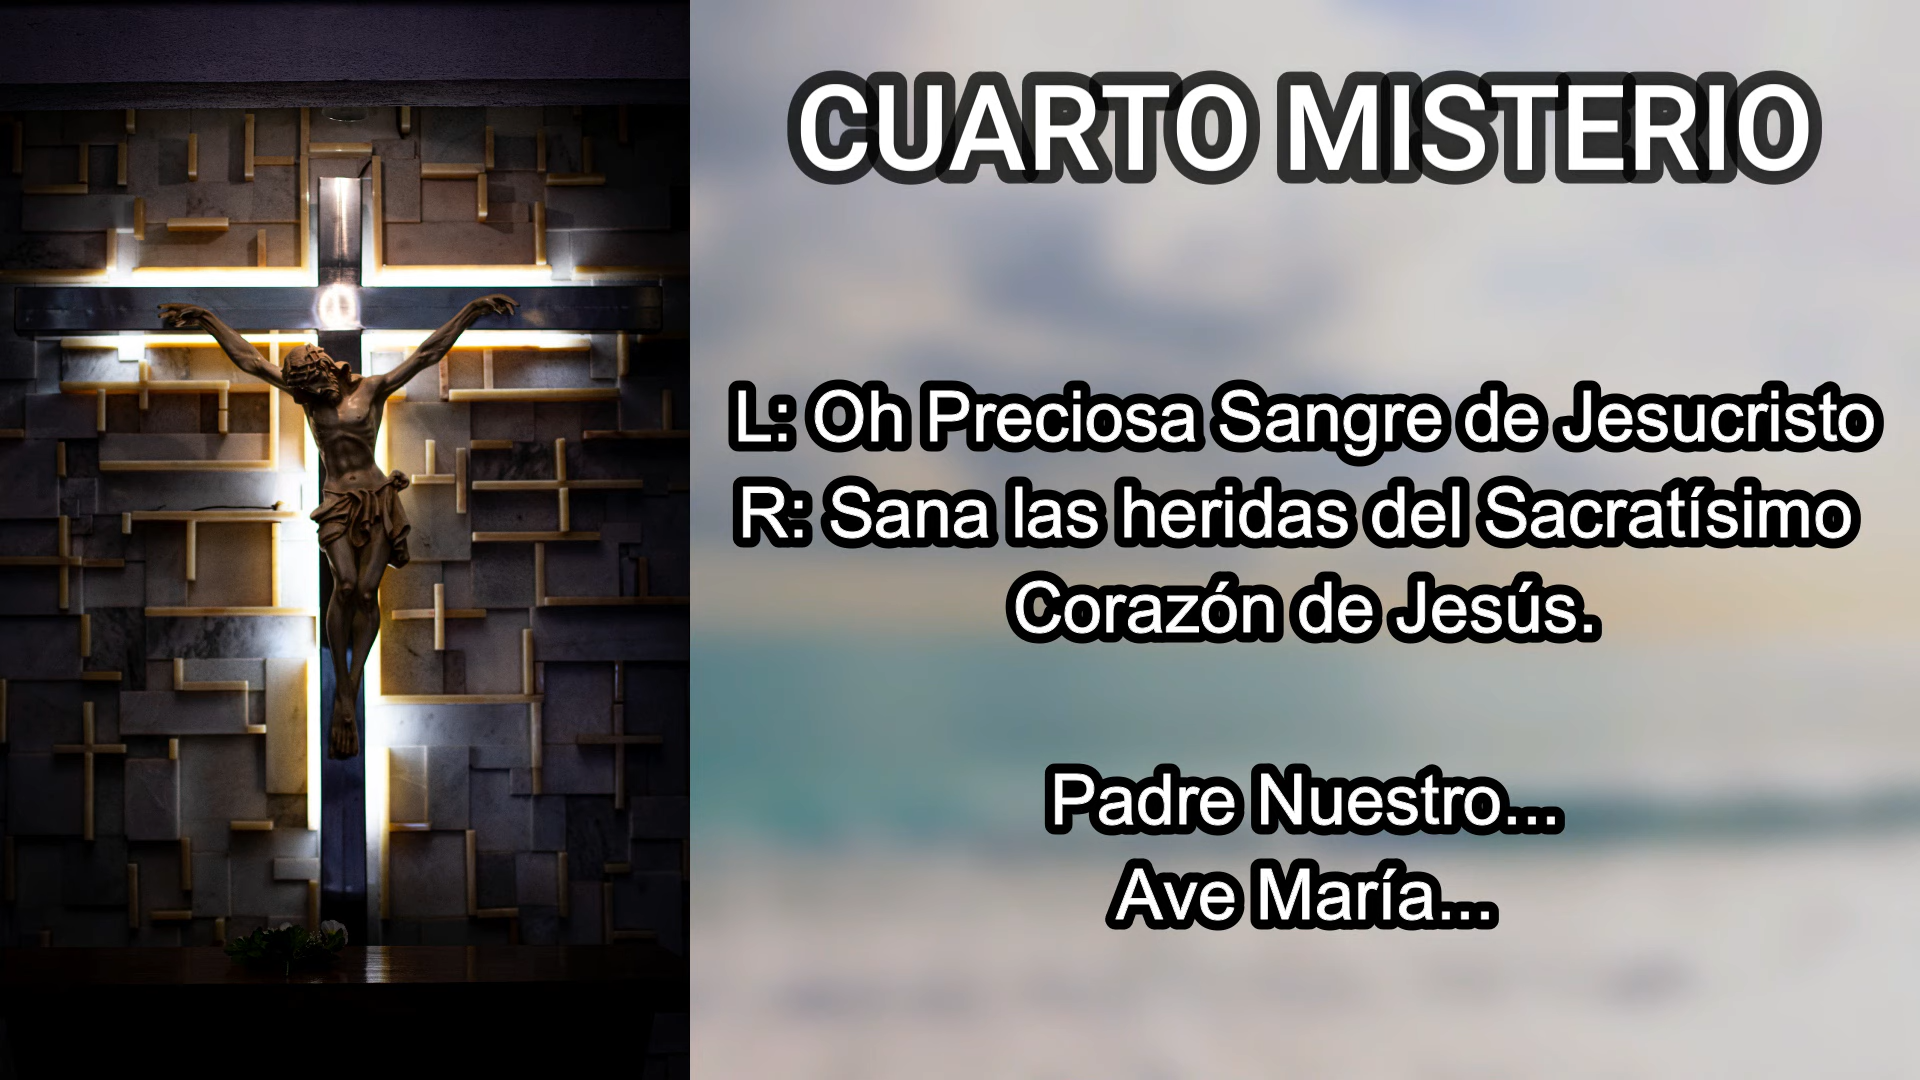 CUARTO MISTERIO
L: Oh Preciosa Sangre de Jesucristo
R: Sana las heridas del Sacratísimo
Corazón de Jesús.
Padre Nuestro...
Ave María...